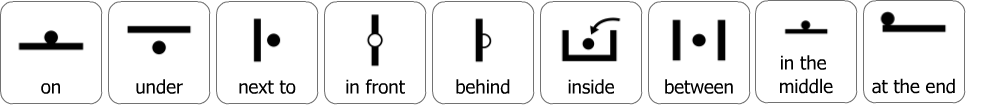 on
under
next to
in front
behind
inside
between
in the
middle
at the end